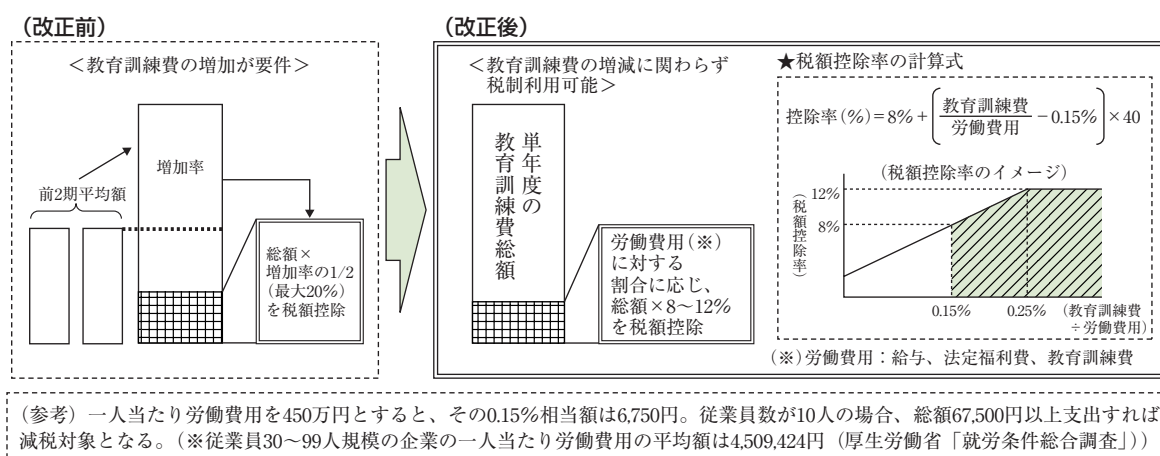 （改正前）
＜教育訓練費の増加が要件＞
増加率
前2期平均額
総額×
増加率の1/2
（最大20％）
を税額控除
（改正後）
＜教育訓練費の増減に関わらず
税制利用可能＞
単年度の
教育訓練費総額
労働費用（※）
に対する
割合に応じ、
総額×8～12％
を税額控除
★税額控除率の計算式
控除率（％）＝8％＋（教育訓練費／労働費用－0.15％）×40
（税額控除率のイメージ）
（税額控除率）
12％
8％
0.15％
0.25％
（教育訓練費
÷労働費用）
（※）労働費用：給与、法定福利費、教育訓練費
（参考）一人当たり労働費用を450万円とすると、その0.15％相当額は6,750円。従業員数が10人の場合、総額67,500円以上支出すれば
減税対象となる。（※従業員30～99人規模の企業の一人当たり労働費用の平均額は4,509,424円（厚生労働省「就労条件総合調査」））